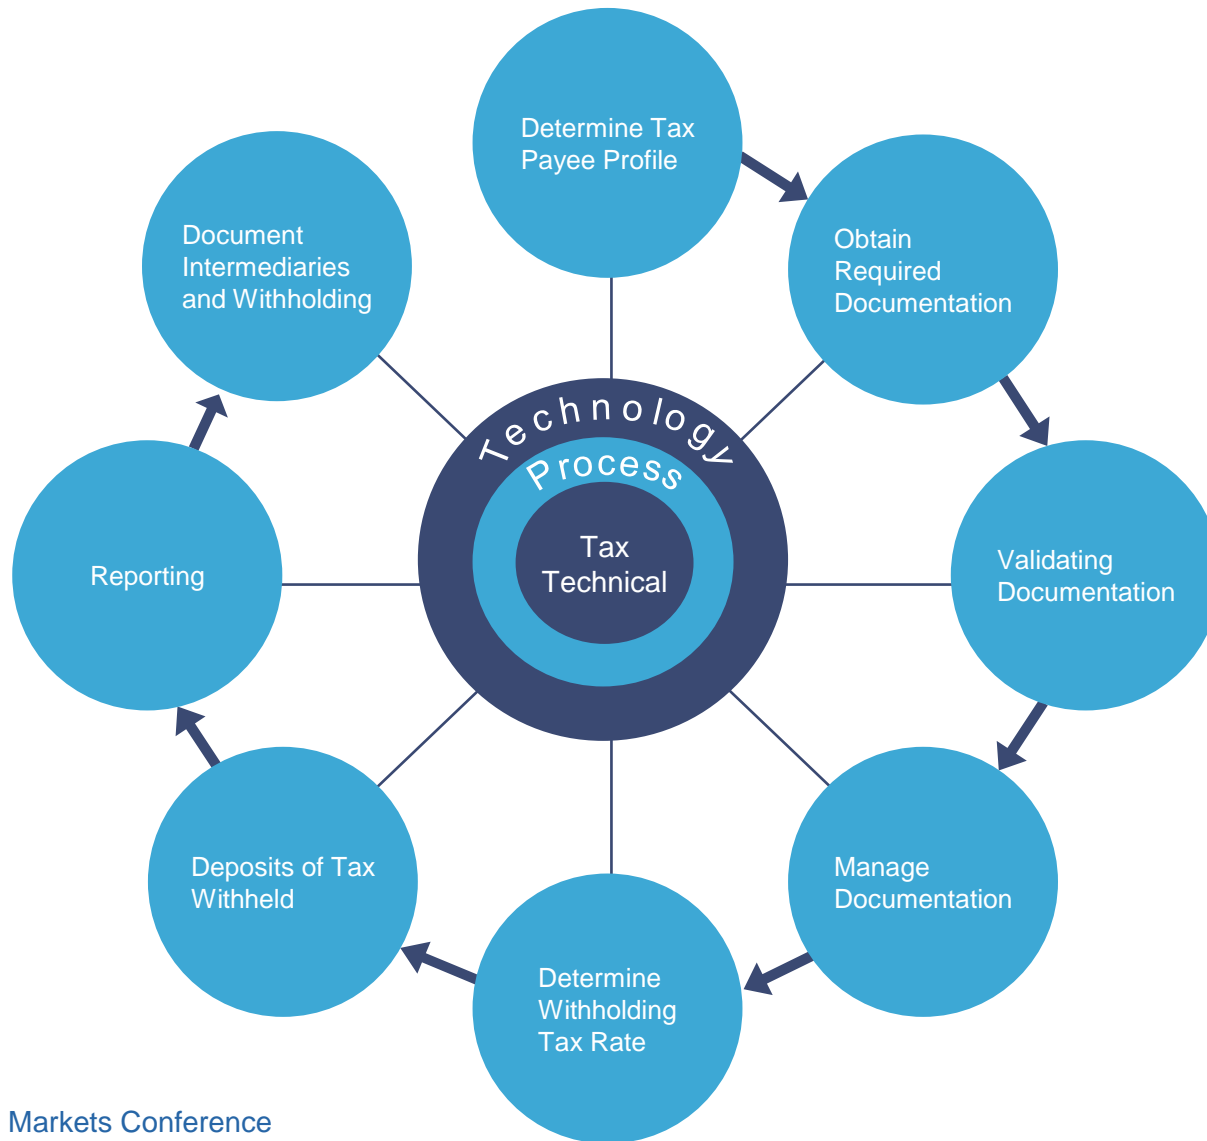 Determine Tax
Payee Profile
Obtain
Required
Documentation
Validating
Documentation
Manage
Documentation
Determine
Withholding
Tax Rate
Deposits of Tax
Withheld
Reporting
Document
Intermediaries
and Withholding
Technology
Process
Tax
Technical
Markets Conference